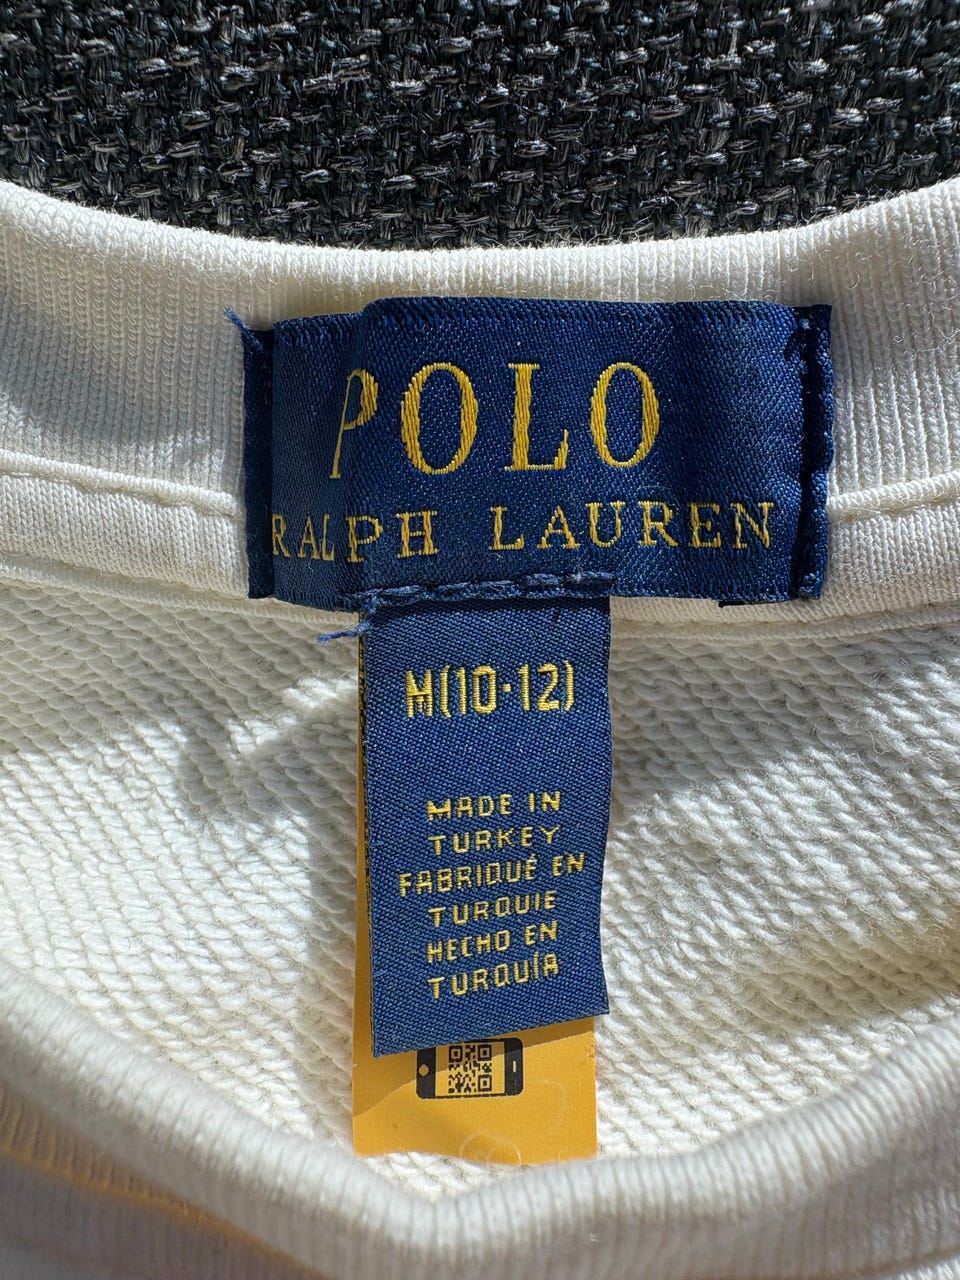 POLO
RALPH LAUREN
M(10-12)
MADE IN
TURKEY
FABRIQUÉ EN
TURQUIE
HECHO EN
TURQUÍA